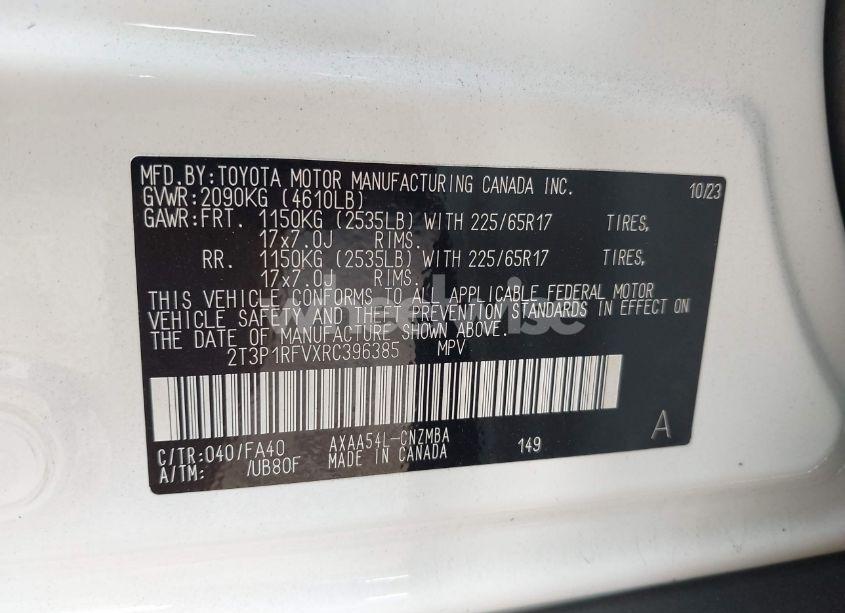 MFD.BY:TOYOTA MOTOR MANUFACTURING CANADA INC. 10/23
GVWR:2090KG (4610LB)
GAWR:FRT. 1150KG (2535LB) WITH 225/65R17 TIRES,
17x7.0J RIMS.
RR. 1150KG (2535LB) WITH 225/65R17 TIRES,
17x7.0J RIMS.
THIS VEHICLE CONFORMS TO ALL APPLICABLE FEDERAL MOTOR
VEHICLE SAFETY AND THEFT PREVENTION STANDARDS IN EFFECT ON
THE DATE OF MANUFACTURE SHOWN ABOVE.
2T3P1RFVXRC396385 MPV
C/TR:040/FA40 AXAA54L-CNZMBA 149 A
A/TM: /UB80F MADE IN CANADA